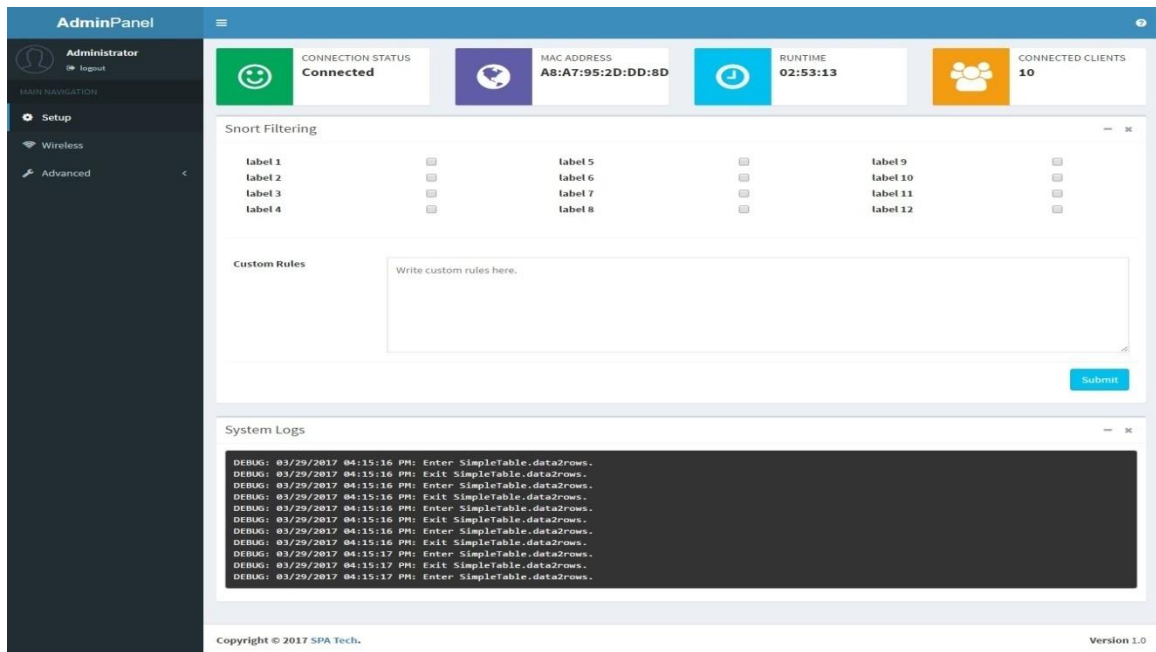 AdminPanel
Administrator
logout
MAIN NAVIGATION
Setup
Wireless
Advanced
CONNECTION STATUS
Connected
MAC ADDRESS
A8:A7:95:2D:DD:8D
RUNTIME
02:53:13
CONNECTED CLIENTS
10
Snort Filtering
label 1 label 5 label 9
label 2 label 6 label 10
label 3 label 7 label 11
label 4 label 8 label 12
Custom Rules
Write custom rules here.
Submit
System Logs
DEBUG: 03/29/2017 04:15:16 PM: Enter SimpleTable.data2rows.
DEBUG: 03/29/2017 04:15:16 PM: Exit SimpleTable.data2rows.
DEBUG: 03/29/2017 04:15:16 PM: Enter SimpleTable.data2rows.
DEBUG: 03/29/2017 04:15:16 PM: Exit SimpleTable.data2rows.
DEBUG: 03/29/2017 04:15:16 PM: Enter SimpleTable.data2rows.
DEBUG: 03/29/2017 04:15:16 PM: Exit SimpleTable.data2rows.
DEBUG: 03/29/2017 04:15:16 PM: Enter SimpleTable.data2rows.
DEBUG: 03/29/2017 04:15:16 PM: Exit SimpleTable.data2rows.
DEBUG: 03/29/2017 04:15:17 PM: Enter SimpleTable.data2rows.
DEBUG: 03/29/2017 04:15:17 PM: Exit SimpleTable.data2rows.
DEBUG: 03/29/2017 04:15:17 PM: Enter SimpleTable.data2rows.
Copyright © 2017 SPA Tech. Version 1.0